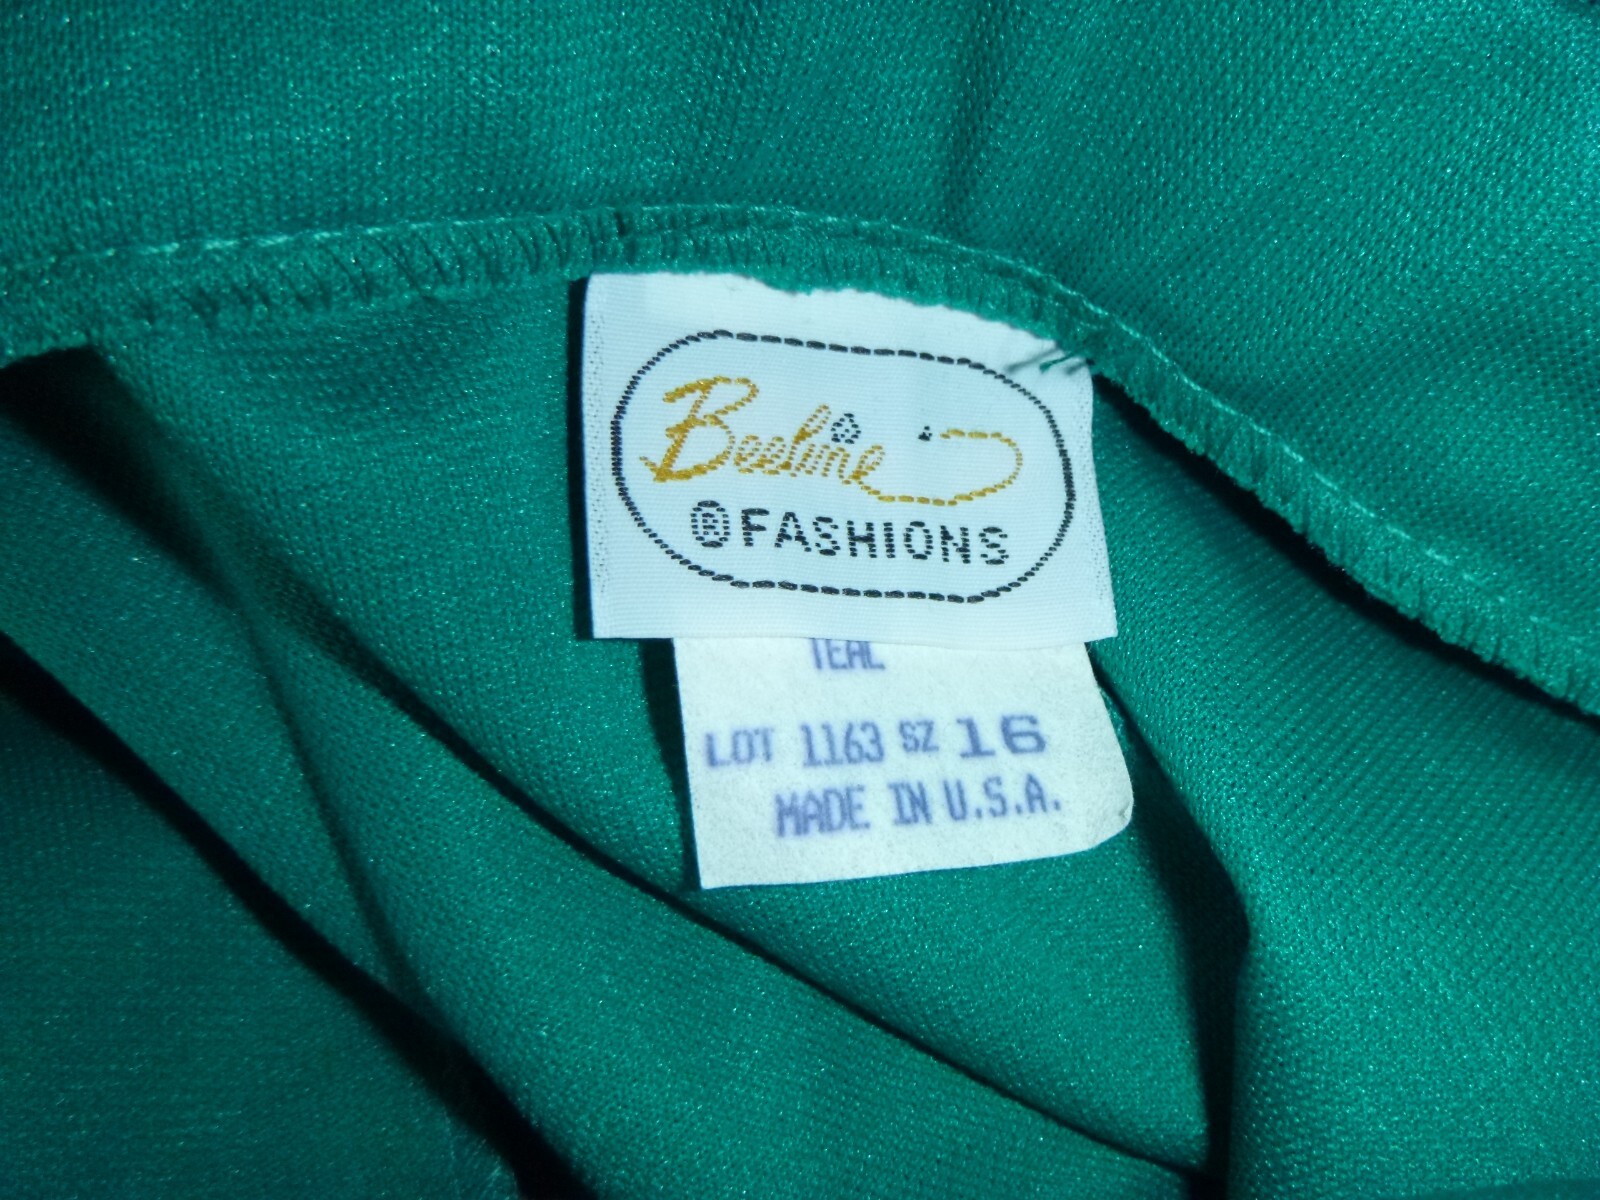 Beeline
® FASHIONS
TEAL
LOT 1163 SZ 16
MADE IN U.S.A.